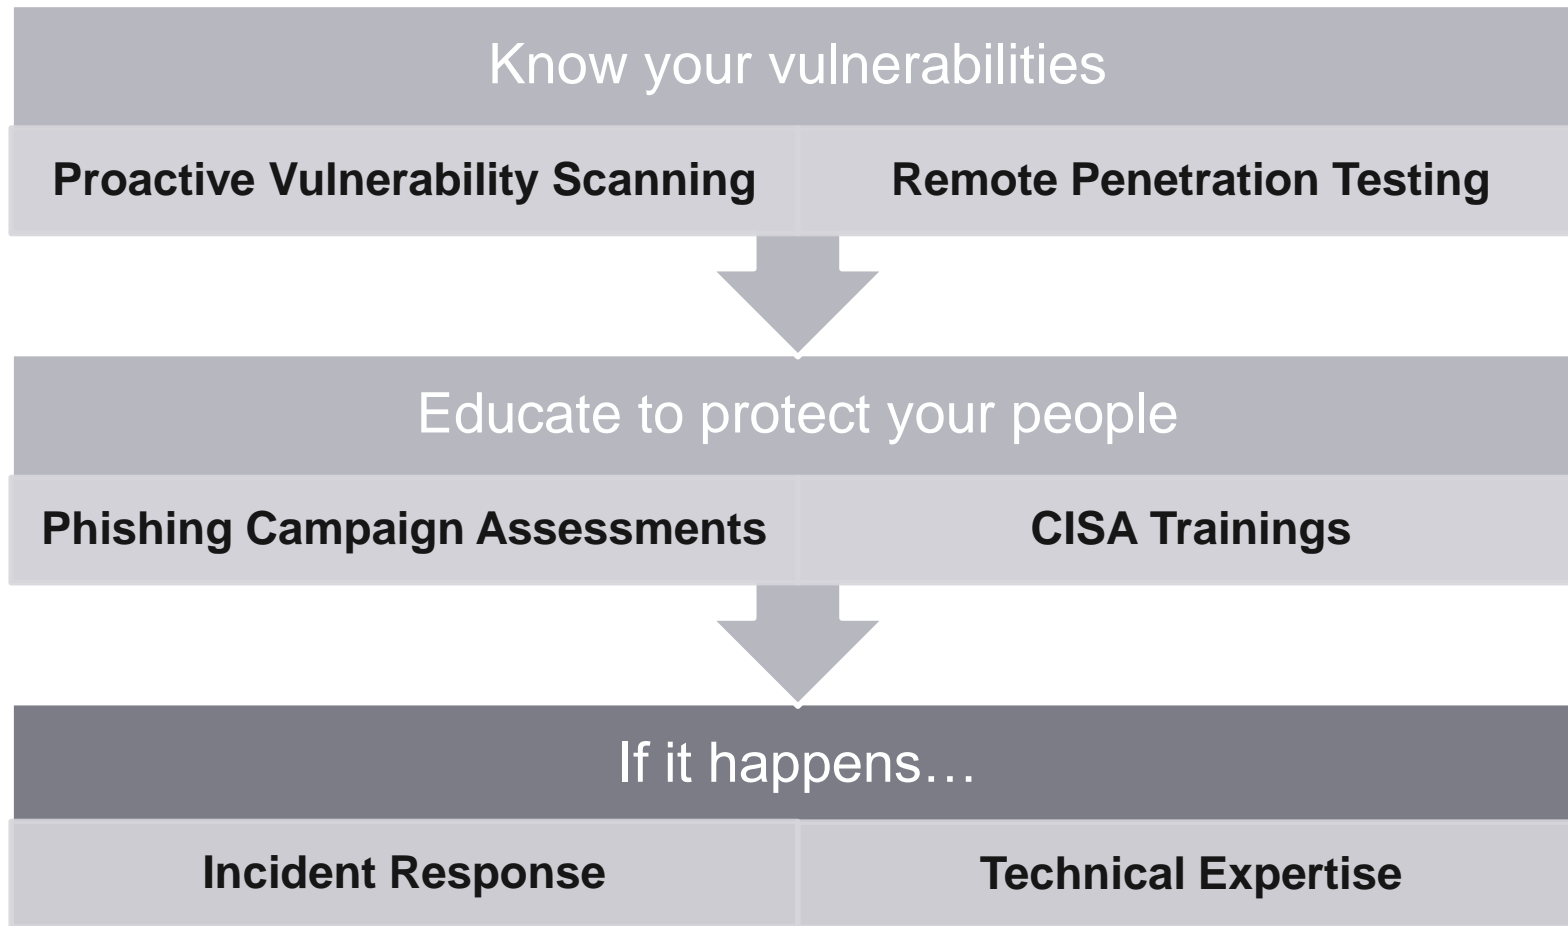 Know your vulnerabilities
Proactive Vulnerability Scanning
Remote Penetration Testing
Educate to protect your people
Phishing Campaign Assessments
CISA Trainings
If it happens…
Incident Response
Technical Expertise